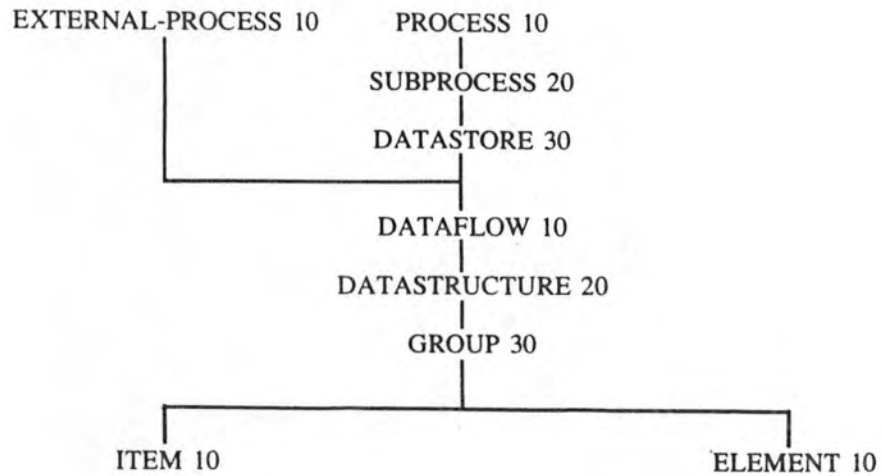 EXTERNAL-PROCESS 10 PROCESS 10
SUBPROCESS 20
DATASTORE 30
DATAFLOW 10
DATASTRUCTURE 20
GROUP 30
ITEM 10 ELEMENT 10